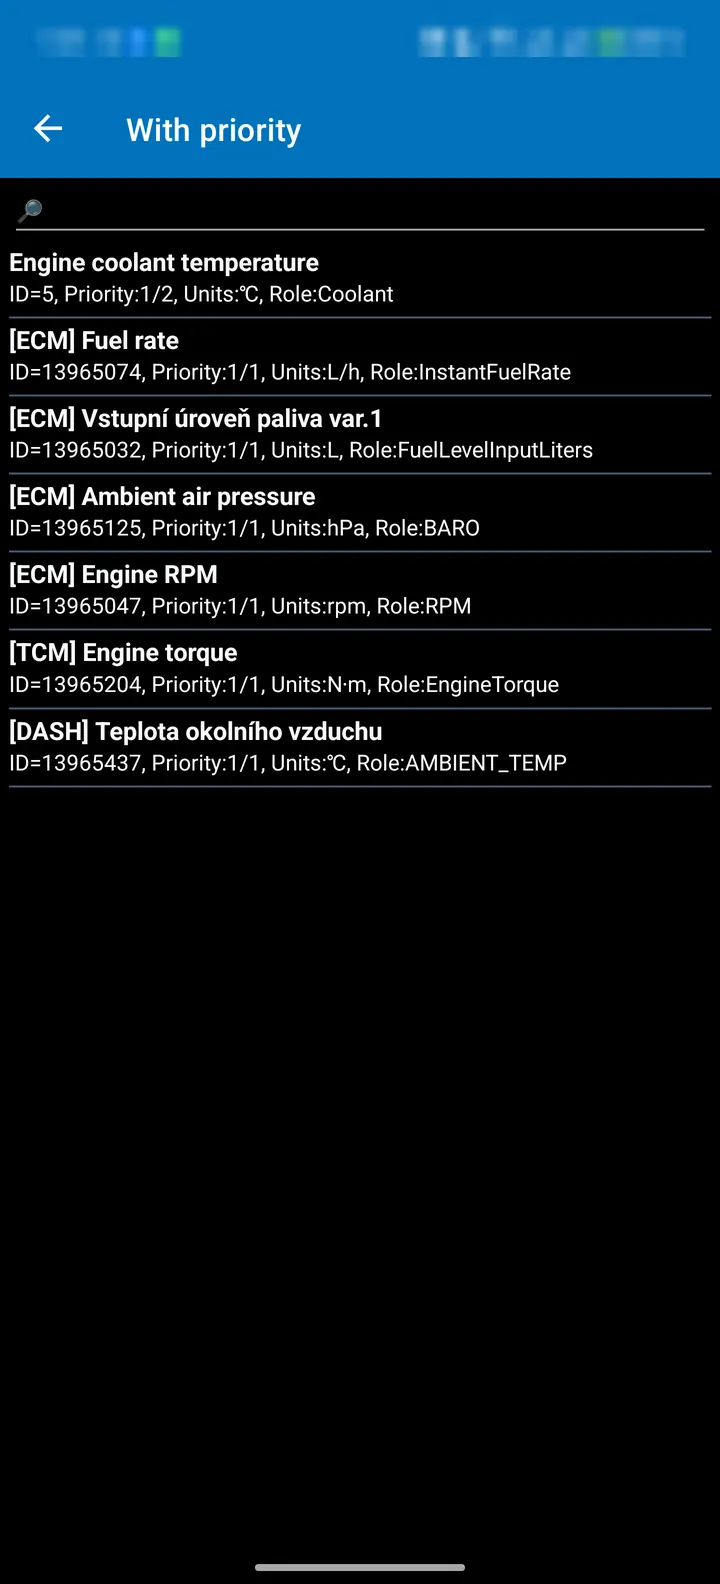 With priority
Engine coolant temperature
ID=5, Priority:1/2, Units:℃, Role:Coolant
[ECM] Fuel rate
ID=13965074, Priority:1/1, Units:L/h, Role:InstantFuelRate
[ECM] Vstupní úroveň paliva var.1
ID=13965032, Priority:1/1, Units:L, Role:FuelLevelInputLiters
[ECM] Ambient air pressure
ID=13965125, Priority:1/1, Units:hPa, Role:BARO
[ECM] Engine RPM
ID=13965047, Priority:1/1, Units:rpm, Role:RPM
[TCM] Engine torque
ID=13965204, Priority:1/1, Units:N·m, Role:EngineTorque
[DASH] Teplota okolního vzduchu
ID=13965437, Priority:1/1, Units:℃, Role:AMBIENT_TEMP